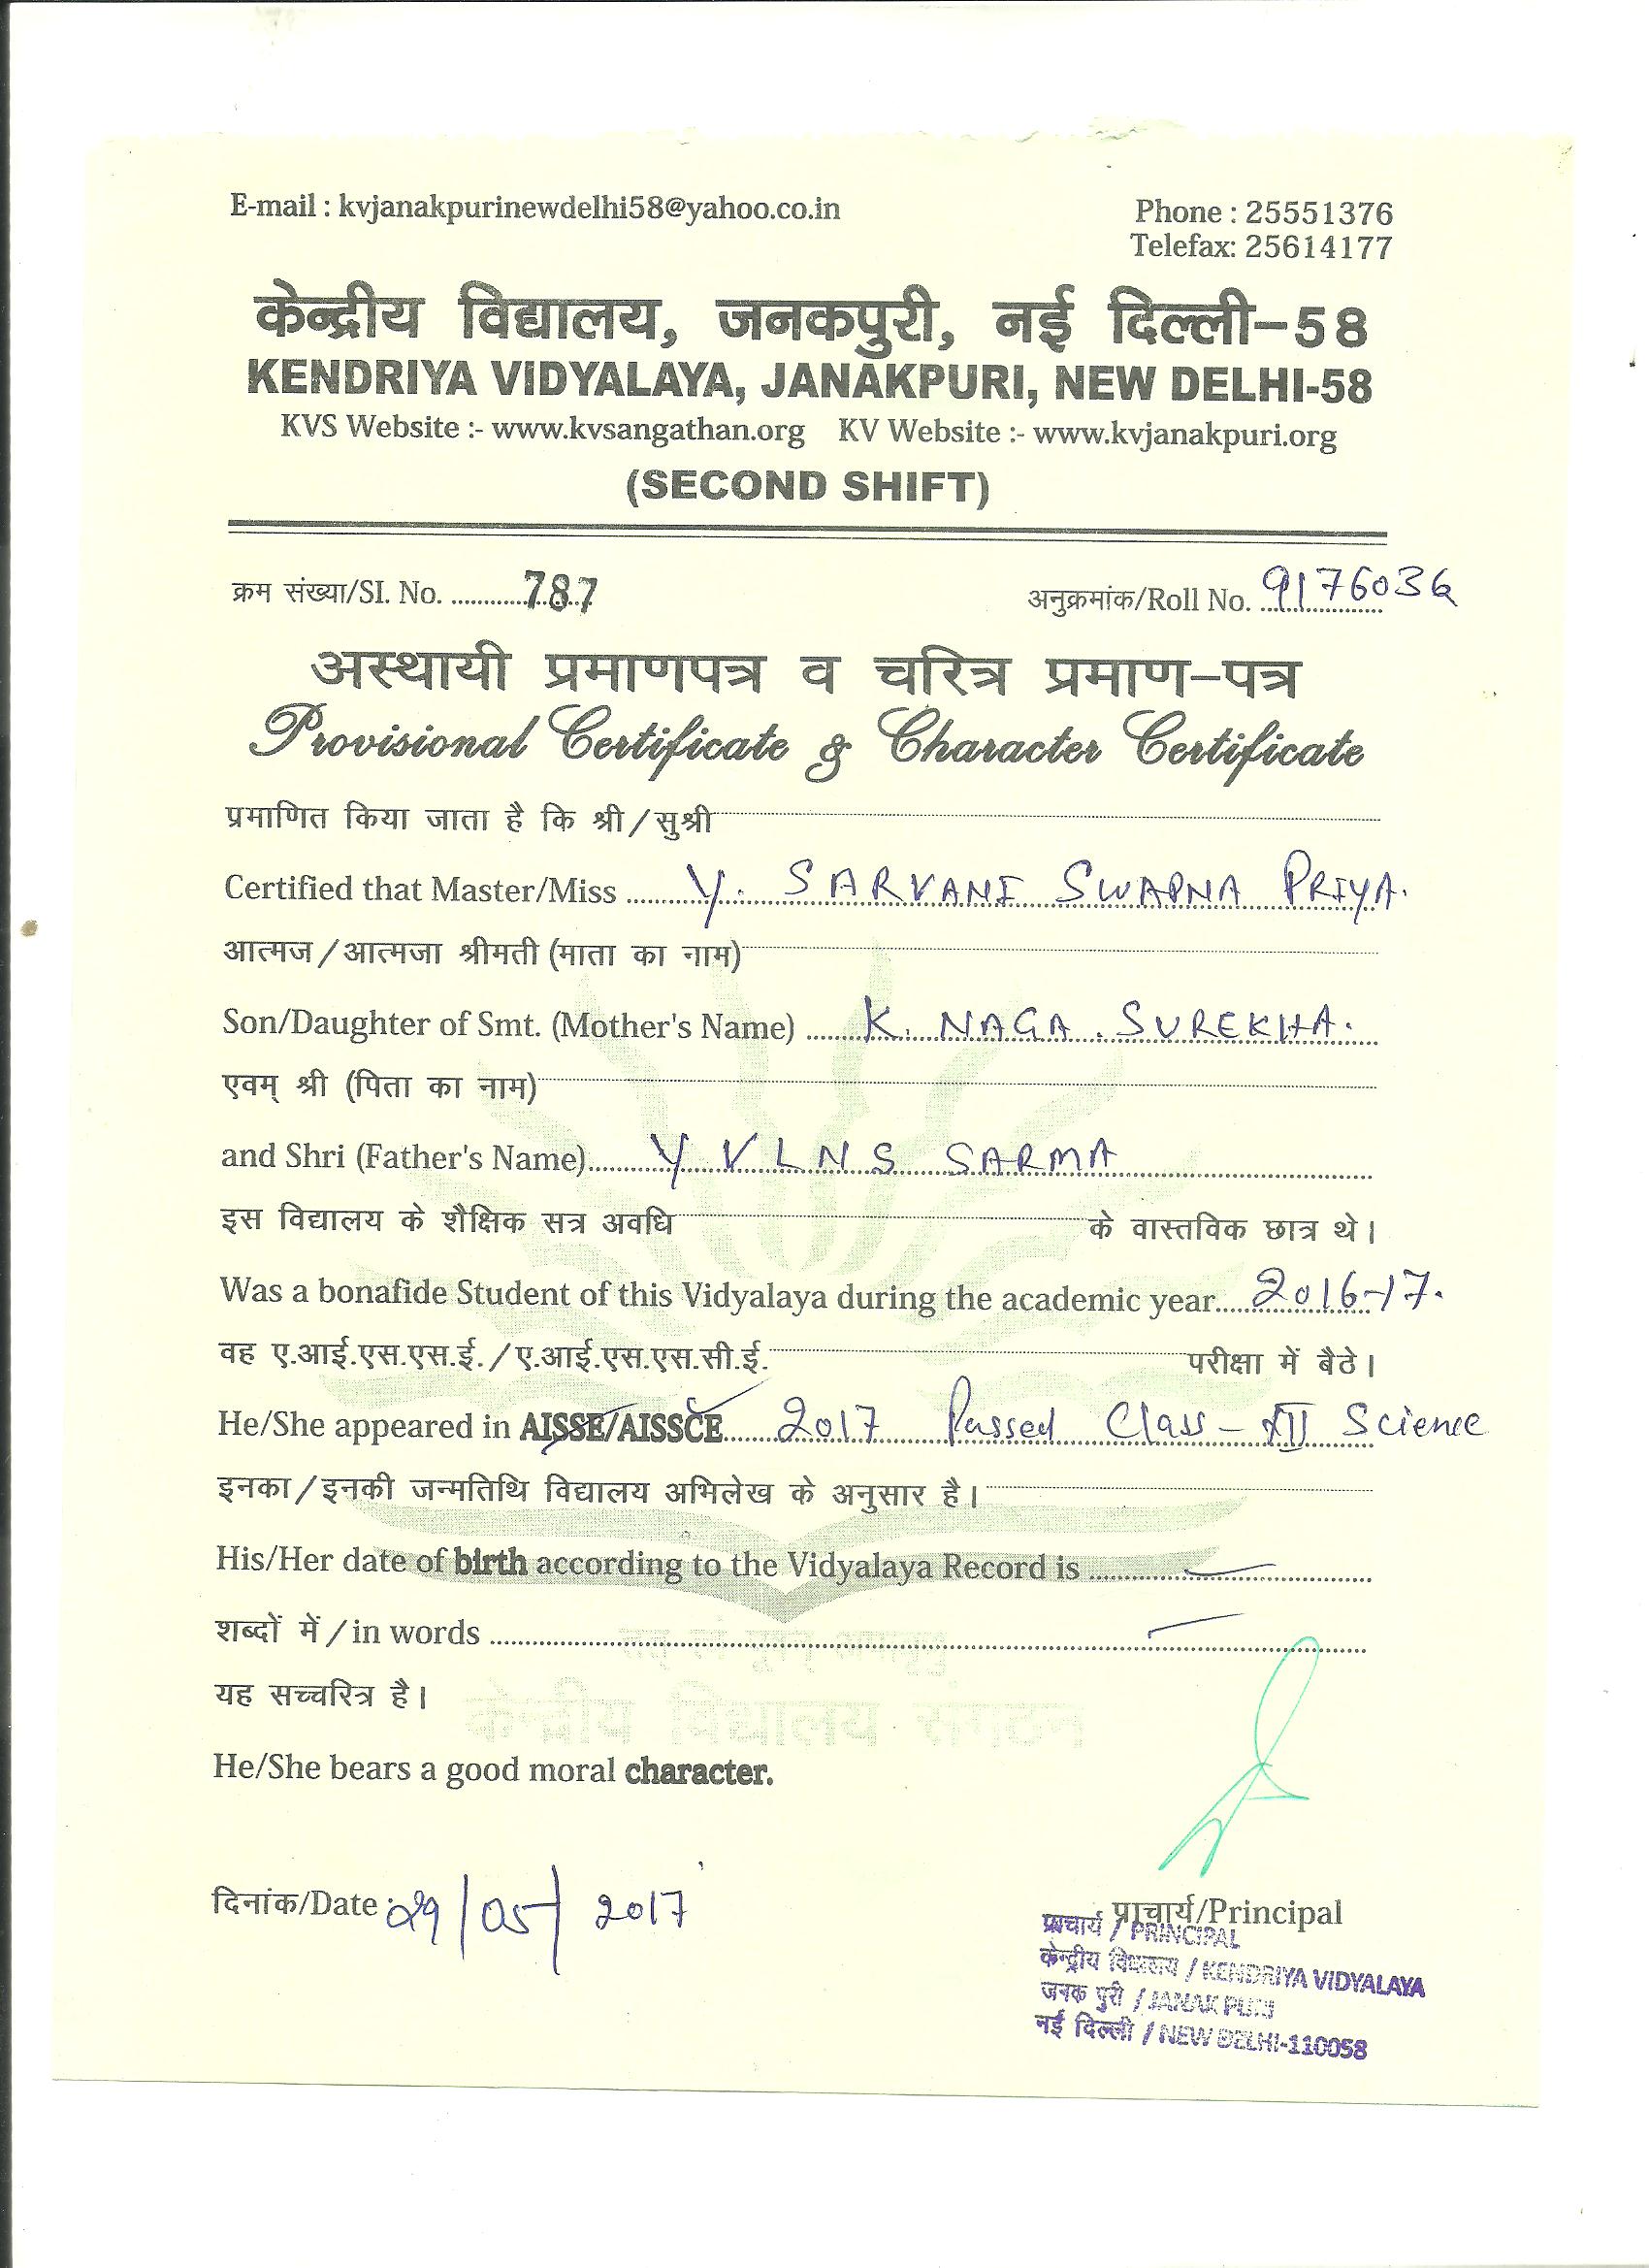 E-mail : kvjanakpurinewdelhi58@yahoo.co.in Phone : 25551376
Telefax: 25614177
केन्द्रीय विद्यालय, जनकपुरी, नई दिल्ली-58
KENDRIYA VIDYALAYA, JANAKPURI, NEW DELHI-58
KVS Website :- www.kvsangathan.org KV Website :- www.kvjanakpuri.org
(SECOND SHIFT)
क्रम संख्या/SI. No. 787 अनुक्रमांक/Roll No. 9176036
अस्थायी प्रमाणपत्र व चरित्र प्रमाण-पत्र
Provisional Certificate & Character Certificate
प्रमाणित किया जाता है कि श्री/सुश्री
Certified that Master/Miss Y. SARVANI SWAPNA PRIYA.
आत्मज/आत्मजा श्रीमती (माता का नाम)
Son/Daughter of Smt. (Mother's Name) K. NAGA. SUREKHA.
एवम् श्री (पिता का नाम)
and Shri (Father's Name) Y V L N S SARMA
इस विद्यालय के शैक्षिक सत्र अवधि के वास्तविक छात्र थे।
Was a bonafide Student of this Vidyalaya during the academic year 2016-17.
वह ए.आई.एस.एस.ई./ए.आई.एस.एस.सी.ई. परीक्षा में बैठे।
He/She appeared in AISSE/AISSCE 2017 Passed Class - XII Science
इनका/इनकी जन्मतिथि विद्यालय अभिलेख के अनुसार है।
His/Her date of birth according to the Vidyalaya Record is
शब्दों में/in words
यह सच्चरित्र है।
केन्द्रीय विद्यालय संगठन
He/She bears a good moral character.
दिनांक/Date : 29/05/2017
प्राचार्य/Principal
प्राचार्य / PRINCIPAL
केन्द्रीय विद्यालय / KENDRIYA VIDYALAYA
जनक पुरी / JANAK PURI
नई दिल्ली / NEW DELHI-110058